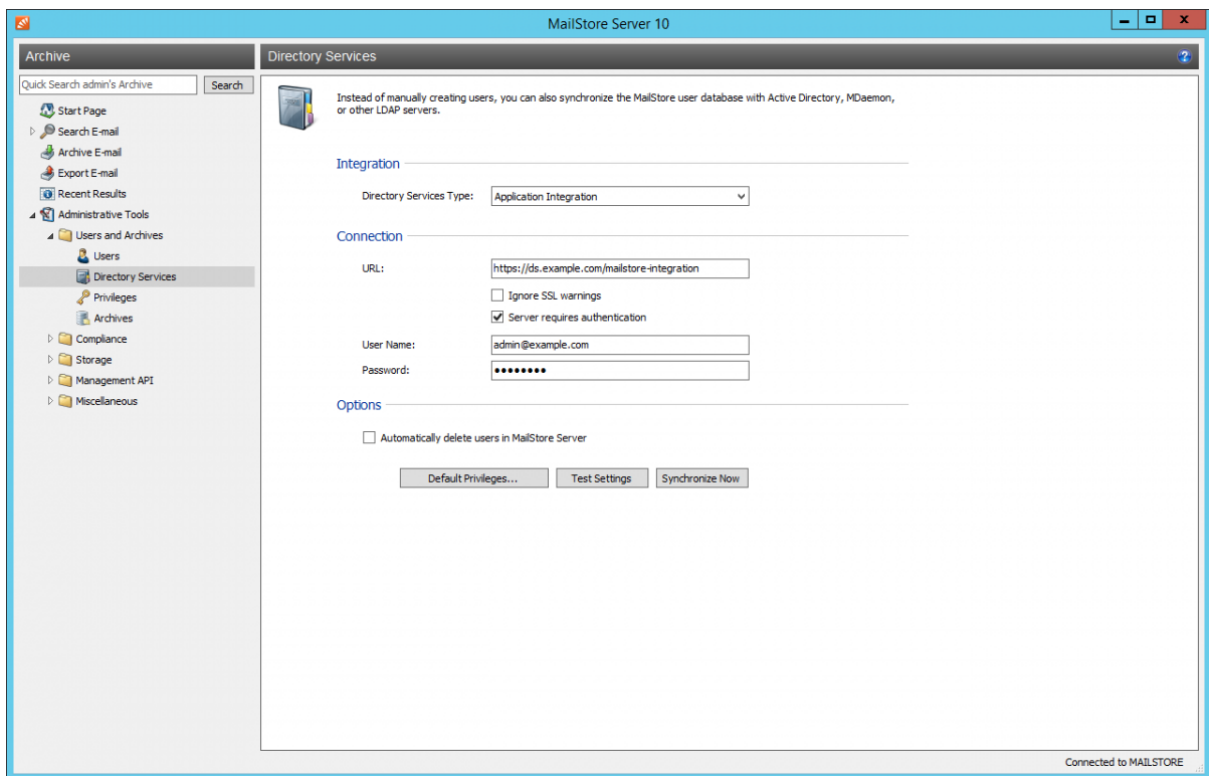 MailStore Server 10
Archive
Quick Search admin's Archive
Search
Start Page
Search E-mail
Archive E-mail
Export E-mail
Recent Results
Administrative Tools
Users and Archives
Users
Directory Services
Privileges
Archives
Compliance
Storage
Management API
Miscellaneous
Directory Services
Instead of manually creating users, you can also synchronize the MailStore user database with Active Directory, MDaemon,
or other LDAP servers.
Integration
Directory Services Type: Application Integration
Connection
URL: https://ds.example.com/mailstore-integration
Ignore SSL warnings
Server requires authentication
User Name: admin@example.com
Password: ••••••••
Options
Automatically delete users in MailStore Server
Default Privileges... Test Settings Synchronize Now
Connected to MAILSTORE